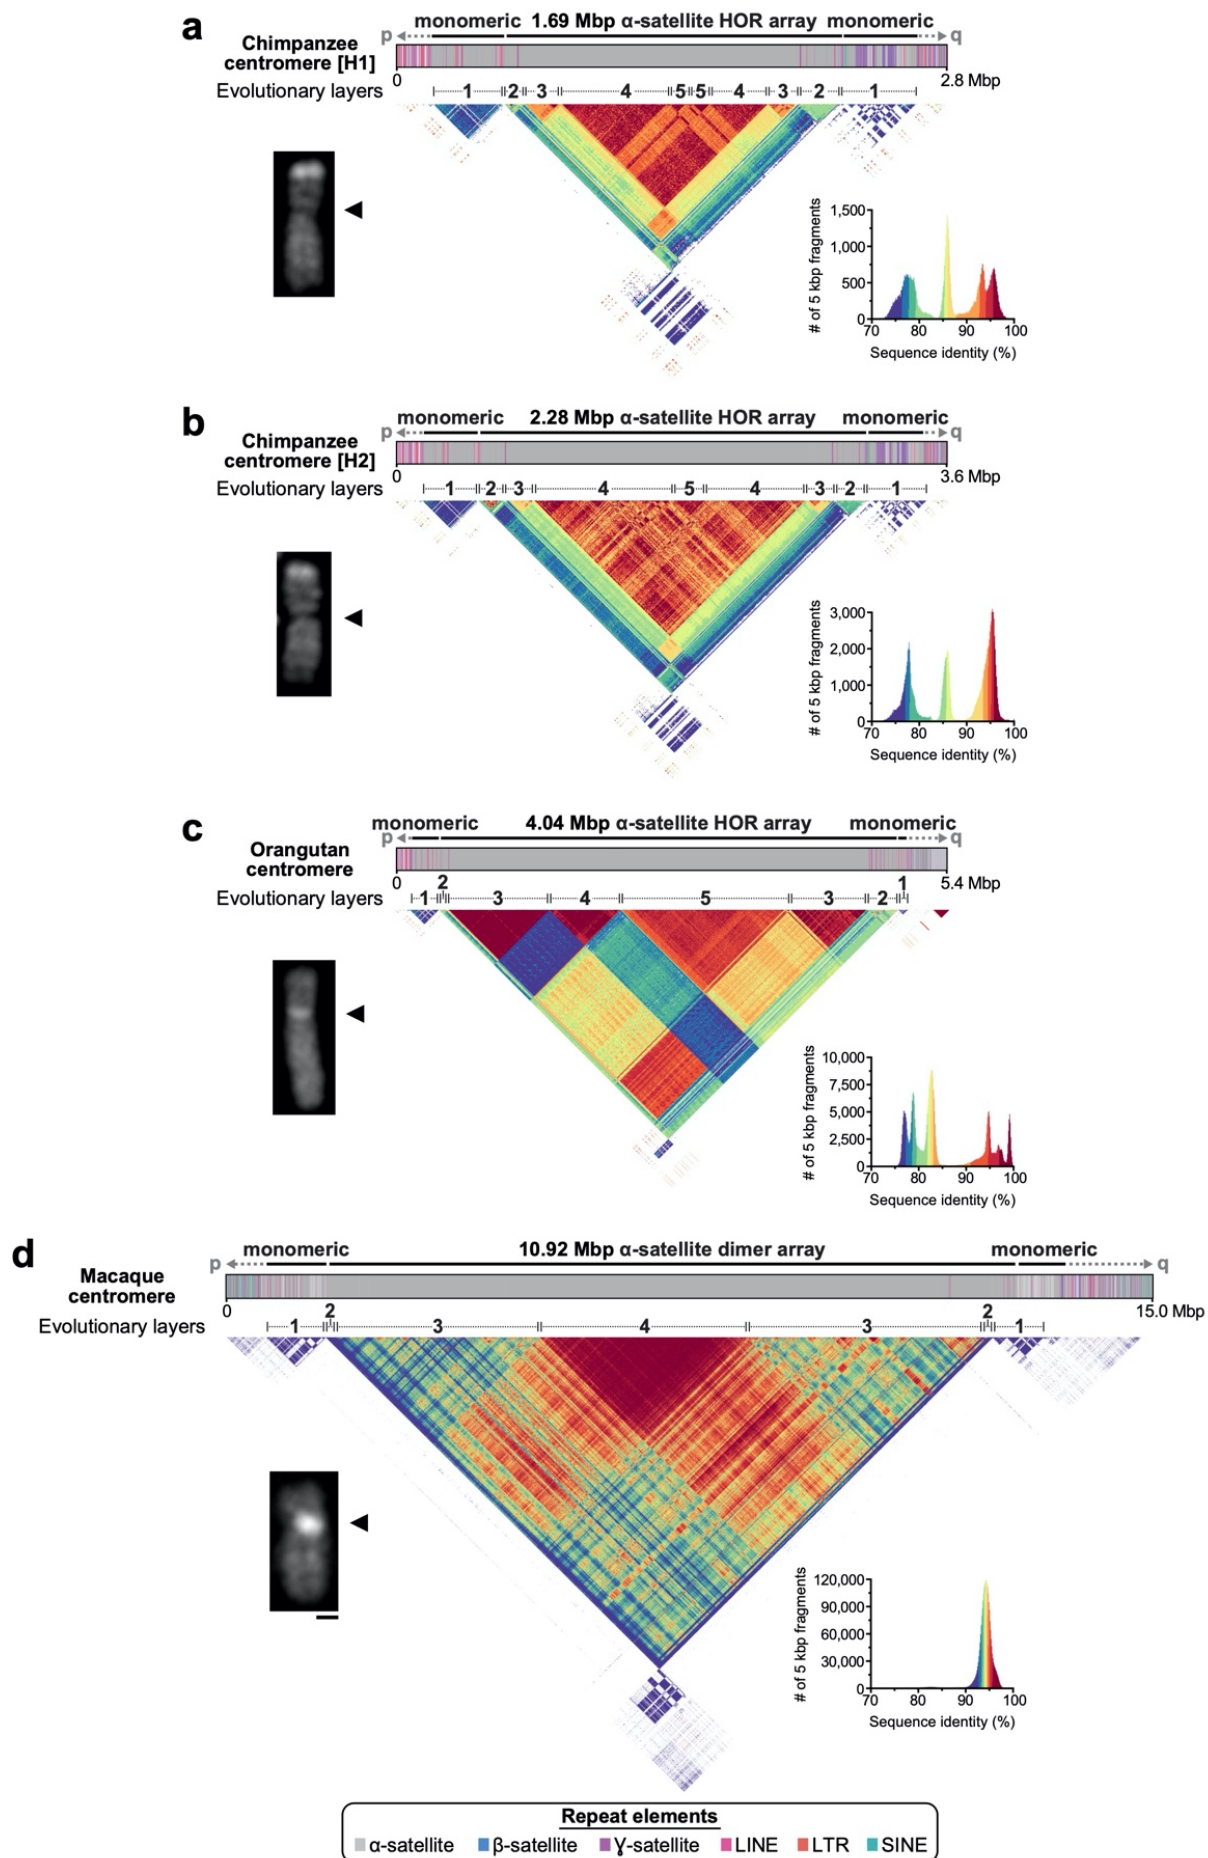 a
monomeric 1.69 Mbp α-satellite HOR array monomeric
p q
Chimpanzee
centromere [H1]
0 2.8 Mbp
Evolutionary layers 1 2 3 4 5 5 4 3 2 1
# of 5 kbp fragments
1,500
1,000
500
0
70 80 90 100
Sequence identity (%)
b
monomeric 2.28 Mbp α-satellite HOR array monomeric
p q
Chimpanzee
centromere [H2]
0 3.6 Mbp
Evolutionary layers 1 2 3 4 5 4 3 2 1
# of 5 kbp fragments
3,000
2,000
1,000
0
70 80 90 100
Sequence identity (%)
c
monomeric 4.04 Mbp α-satellite HOR array monomeric
p q
Orangutan
centromere
0 5.4 Mbp
Evolutionary layers 1 2 3 4 5 3 2 1
# of 5 kbp fragments
10,000
7,500
5,000
2,500
0
70 80 90 100
Sequence identity (%)
d
monomeric 10.92 Mbp α-satellite dimer array monomeric
p q
Macaque
centromere
0 15.0 Mbp
Evolutionary layers 1 2 3 4 3 2 1
# of 5 kbp fragments
120,000
90,000
60,000
30,000
0
70 80 90 100
Sequence identity (%)
Repeat elements
α-satellite β-satellite Ɣ-satellite LINE LTR SINE